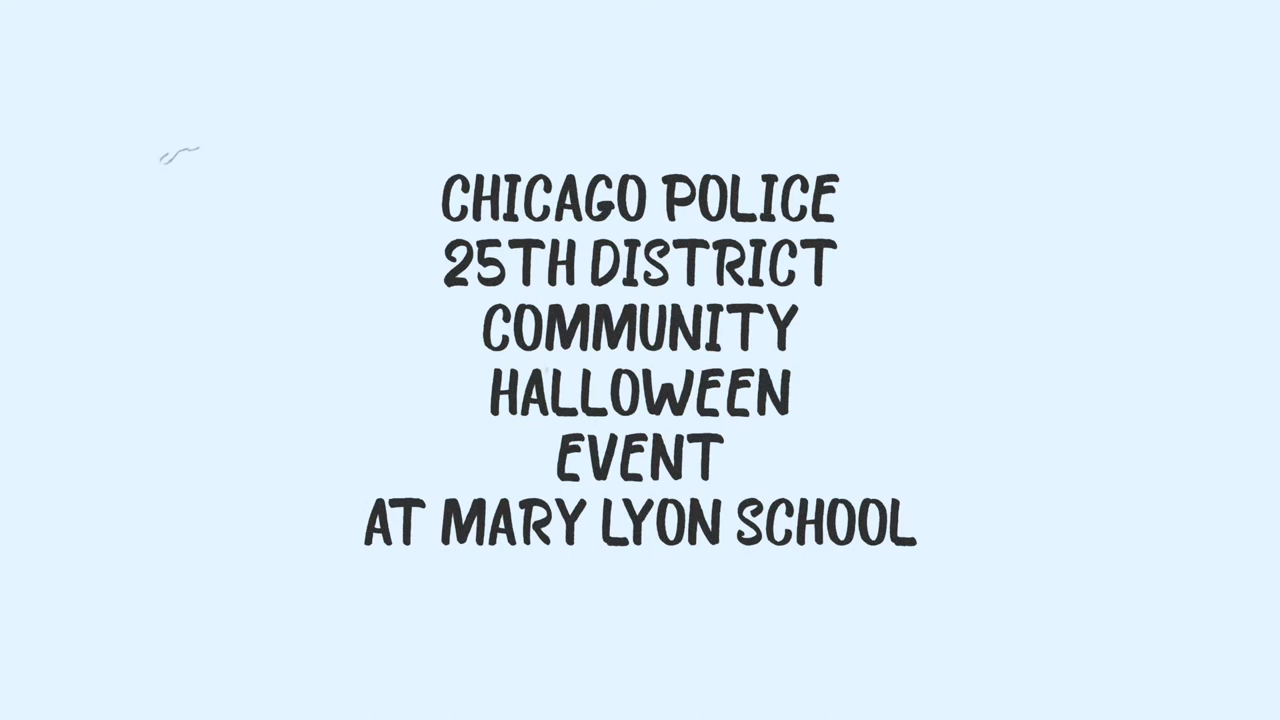 CHICAGO POLICE
25TH DISTRICT
COMMUNITY
HALLOWEEN
EVENT
AT MARY LYON SCHOOL